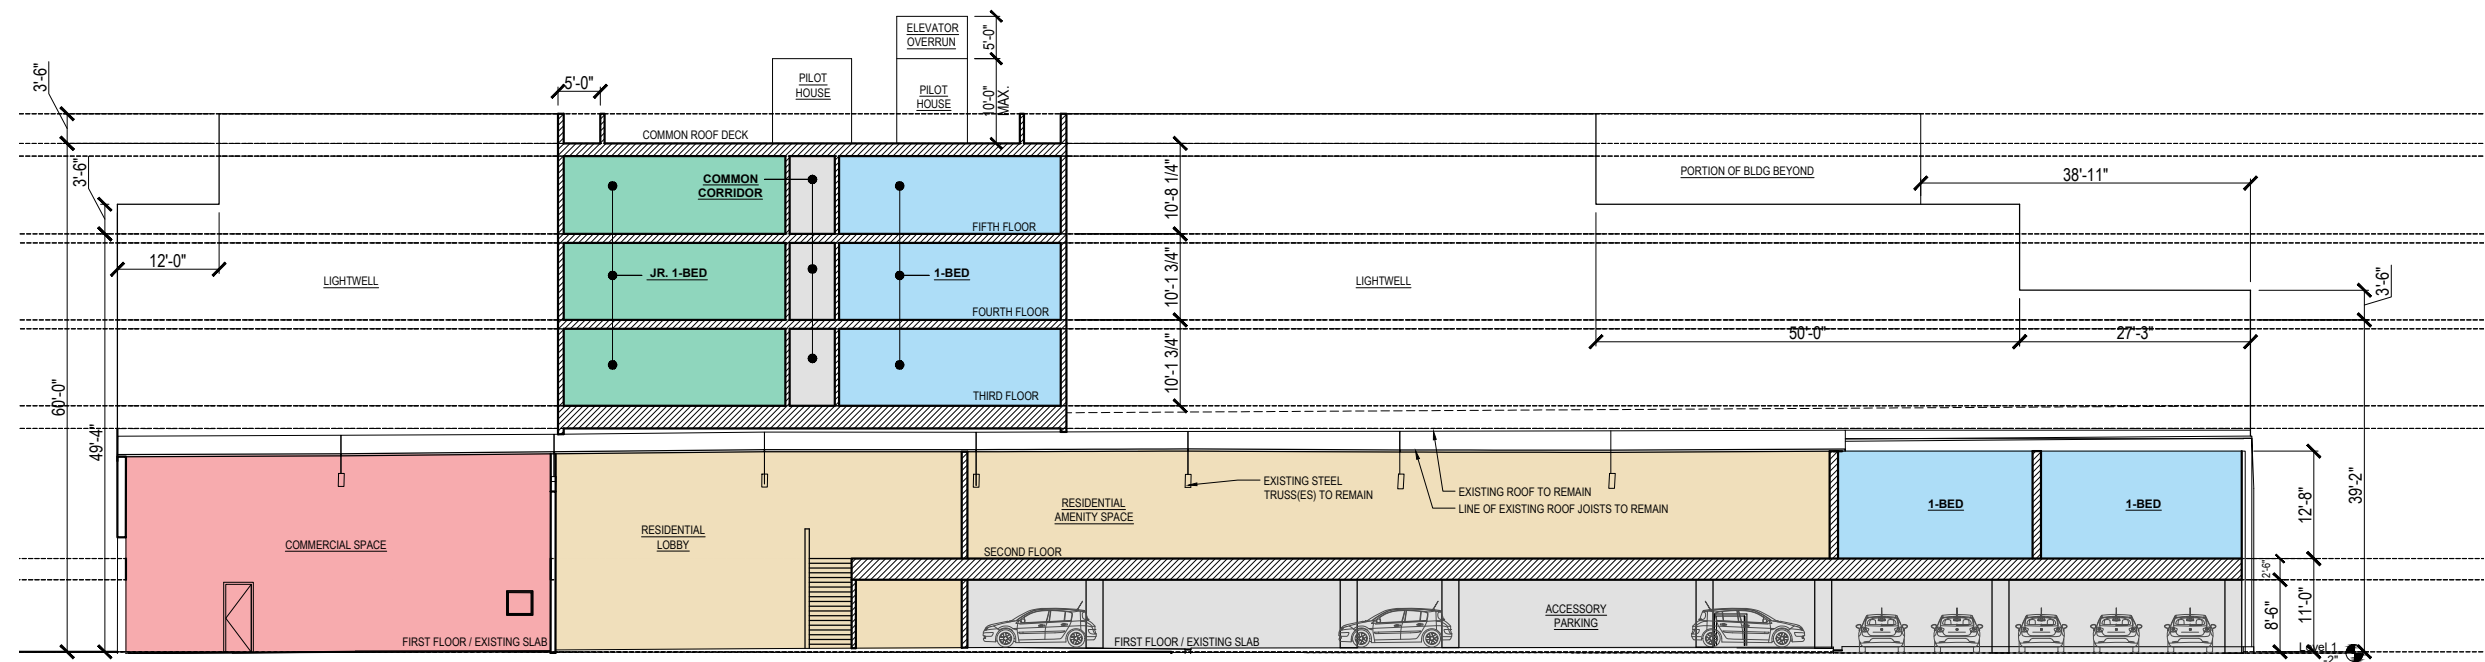 ELEVATOR
OVERRUN
5'-0"
3'-6"
5'-0"
PILOT
HOUSE
PILOT
HOUSE
10'-0"
MAX.
COMMON ROOF DECK
3'-6"
COMMON
CORRIDOR
10'-8 1/4"
PORTION OF BLDG BEYOND
38'-11"
FIFTH FLOOR
12'-0"
LIGHTWELL
JR. 1-BED
1-BED
10'-1 3/4"
LIGHTWELL
3'-6"
FOURTH FLOOR
50'-0"
27'-3"
10'-1 3/4"
60'-0"
THIRD FLOOR
49'-4"
EXISTING STEEL
TRUSS(ES) TO REMAIN
EXISTING ROOF TO REMAIN
LINE OF EXISTING ROOF JOISTS TO REMAIN
39'-2"
12'-8"
RESIDENTIAL
AMENITY SPACE
1-BED
1-BED
RESIDENTIAL
LOBBY
COMMERCIAL SPACE
SECOND FLOOR
2'-6"
8'-6"
11'-0"
ACCESSORY
PARKING
FIRST FLOOR / EXISTING SLAB
FIRST FLOOR / EXISTING SLAB
Level 1